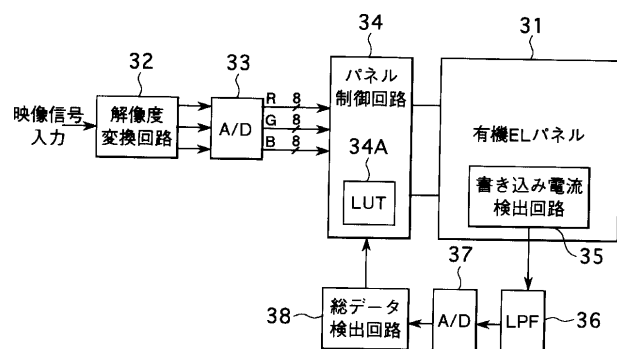 32
33
34
31
映像信号
入力
解像度
変換回路
A/D
R 8
G 8
B 8
パネル
制御回路
34A
LUT
有機ELパネル
書き込み電流
検出回路
35
38
総データ
検出回路
37
A/D
LPF
36